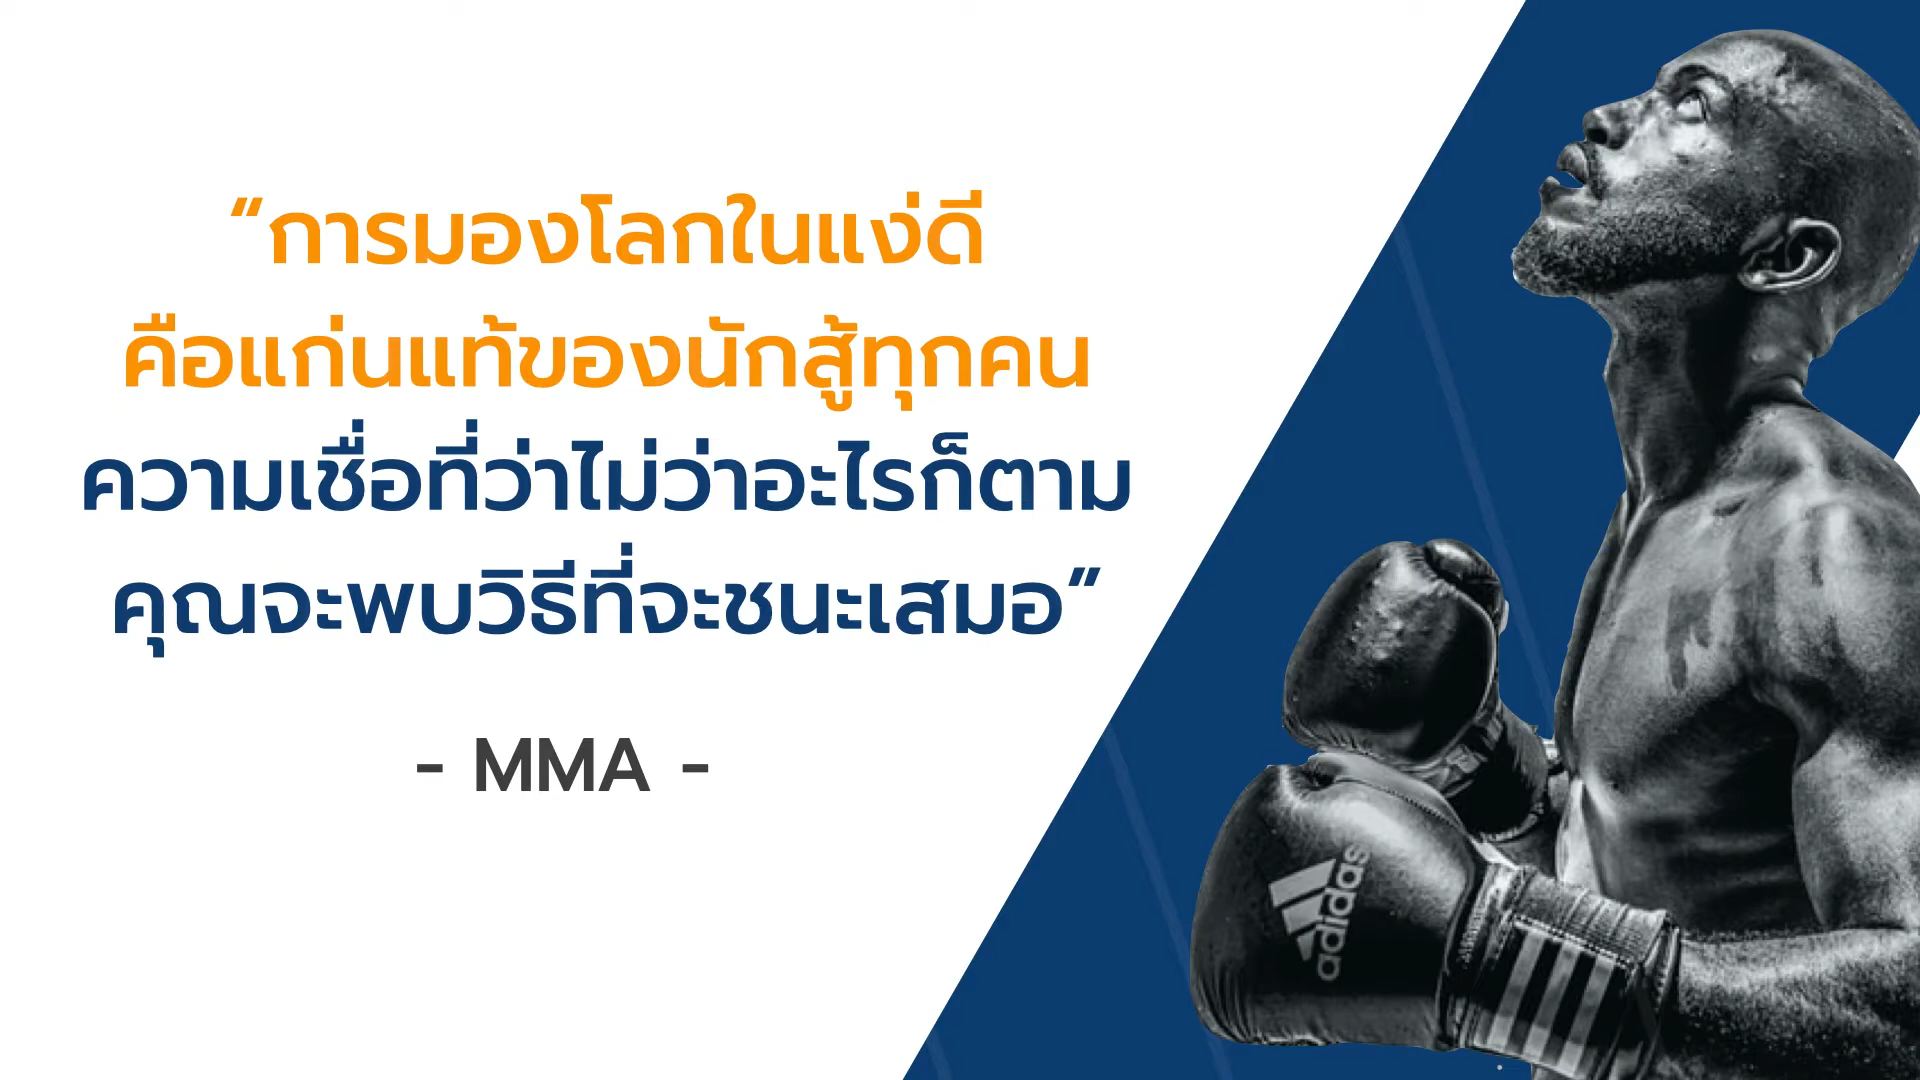 “การมองโลกในแง่ดี
คือแก่นแท้ของนักสู้ทุกคน
ความเชื่อที่ว่าไม่ว่าอะไรก็ตาม
คุณจะพบวิธีที่จะชนะเสมอ”
- MMA -
adidas